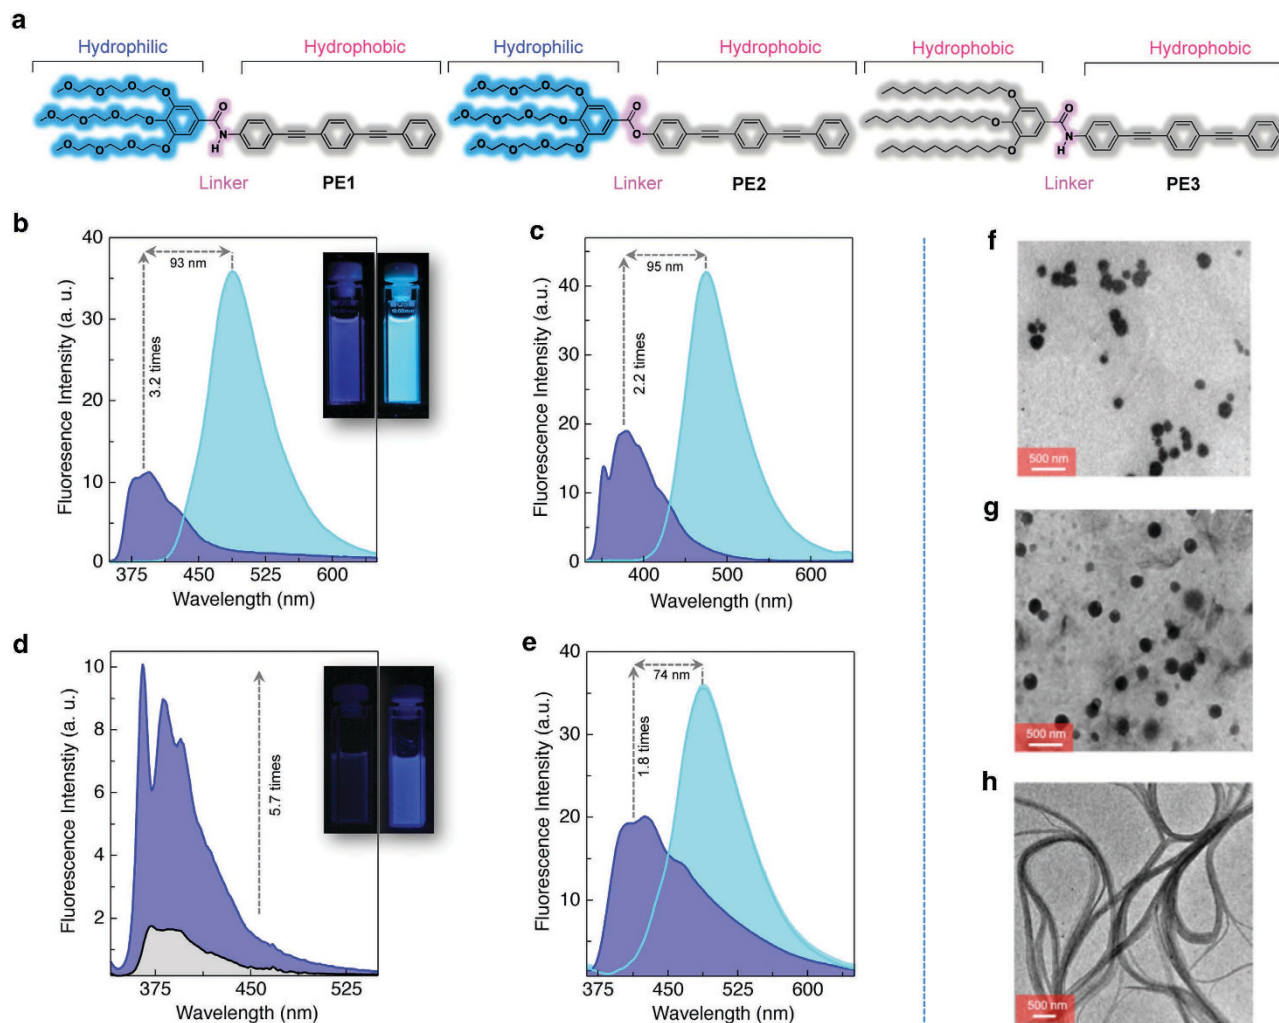 a
Hydrophilic Hydrophobic Hydrophilic Hydrophobic Hydrophobic Hydrophobic
Linker PE1 Linker PE2 Linker PE3
b
Fluoresence Intensity (a. u.)
40
30
20
10
0
93 nm
3.2 times
375 450 525 600
Wavelength (nm)
c
Fluorescence Intensity (a.u.)
40
30
20
10
0
95 nm
2.2 times
400 500 600
Wavelength (nm)
d
Fluorescence Intenstiy (a. u.)
10
8
6
4
2
5.7 times
375 450 525
Wavelength (nm)
e
Fluorescence Intensity (a.u.)
40
30
20
10
0
74 nm
1.8 times
375 450 525 600
Wavelength (nm)
f
500 nm
g
500 nm
h
500 nm